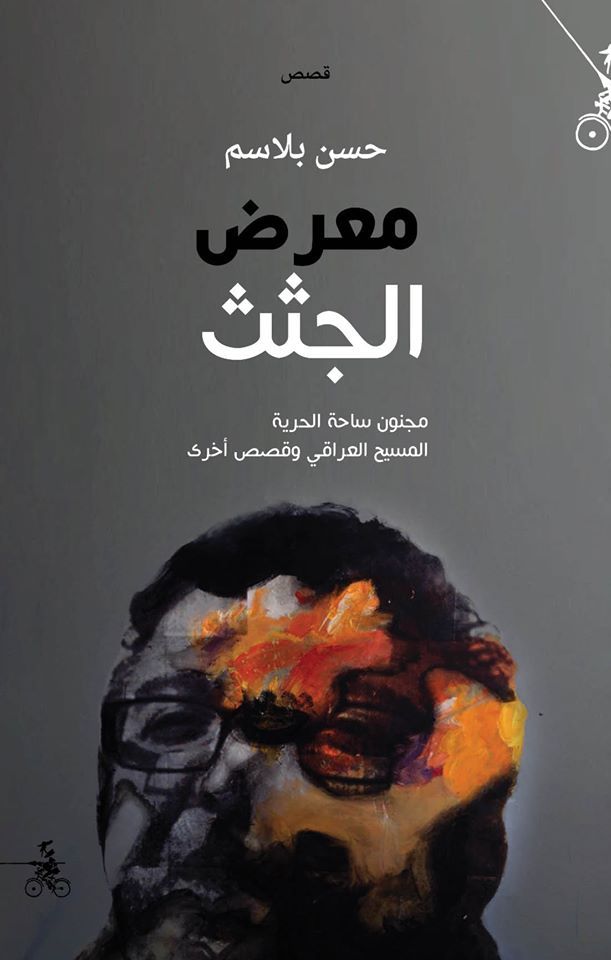 قصص
حسن بلاسم
معرض
الجثث
مجنون ساحة الحرية
المسيح العراقي وقصص أخرى